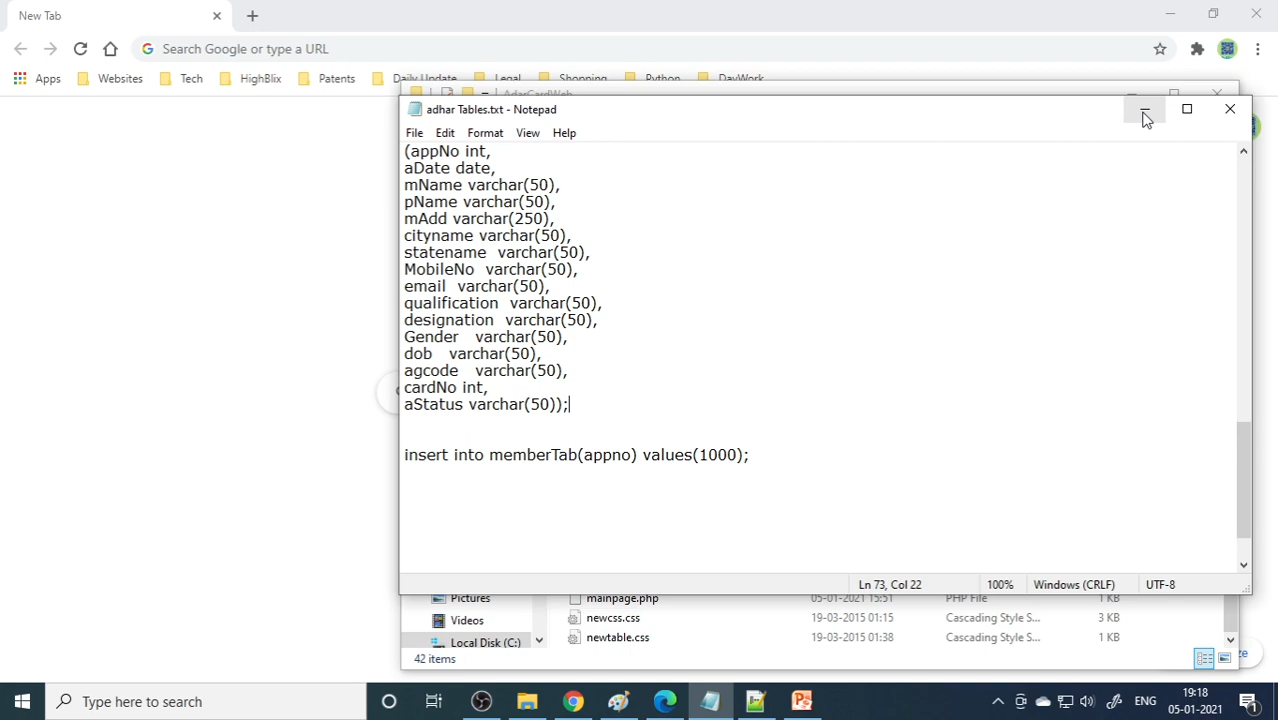 New Tab
Search Google or type a URL
Apps Websites Tech HighBlix Patents Daily Update Legal Shopping Python DayWork
AdarCardWeb
adhar Tables.txt - Notepad
File Edit Format View Help
(appNo int,
aDate date,
mName varchar(50),
pName varchar(50),
mAdd varchar(250),
cityname varchar(50),
statename  varchar(50),
MobileNo  varchar(50),
email  varchar(50),
qualification  varchar(50),
designation  varchar(50),
Gender   varchar(50),
dob   varchar(50),
agcode   varchar(50),
cardNo int,
aStatus varchar(50));
insert into memberTab(appno) values(1000);
Ln 73, Col 22 100% Windows (CRLF) UTF-8
Pictures mainpage.php 05-01-2021 15:51 PHP File 1 KB
Videos newcss.css 19-03-2015 01:15 Cascading Style S... 3 KB
Local Disk (C:) newtable.css 19-03-2015 01:38 Cascading Style S... 1 KB
42 items
Type here to search
ENG 19:18
05-01-2021
1